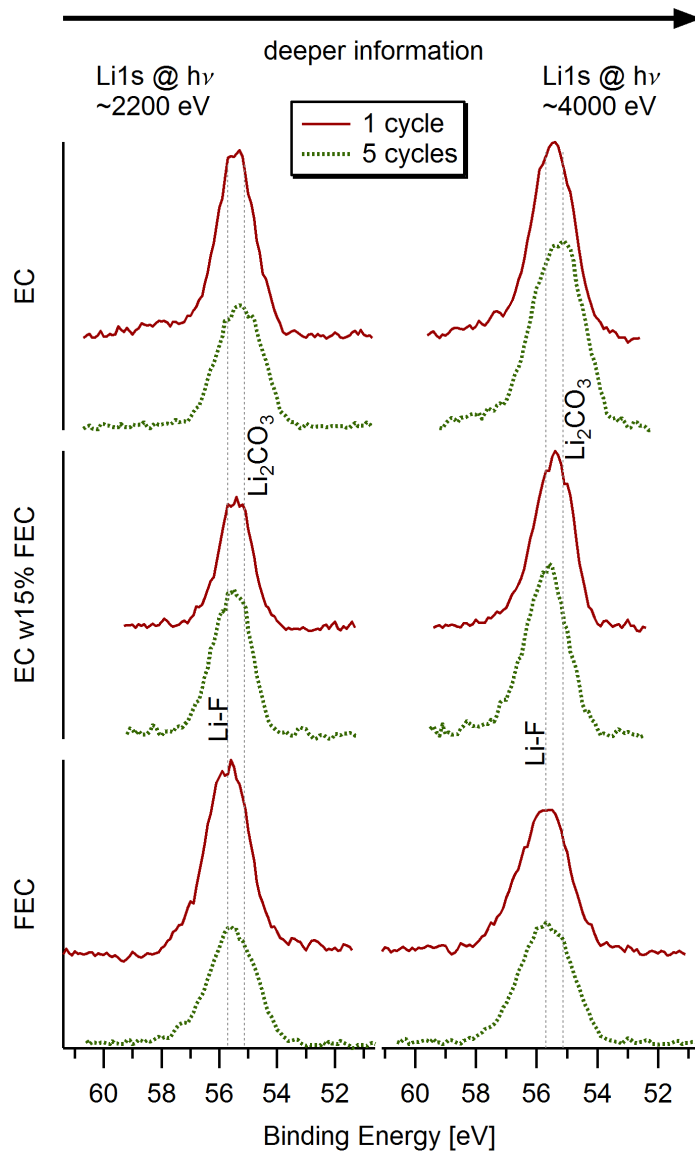 deeper information
Li1s @ hν
~2200 eV
Li1s @ hν
~4000 eV
1 cycle
5 cycles
EC
Li₂CO₃
Li₂CO₃
EC w15% FEC
Li-F
Li-F
FEC
60 58 56 54 52 60 58 56 54 52
Binding Energy [eV]